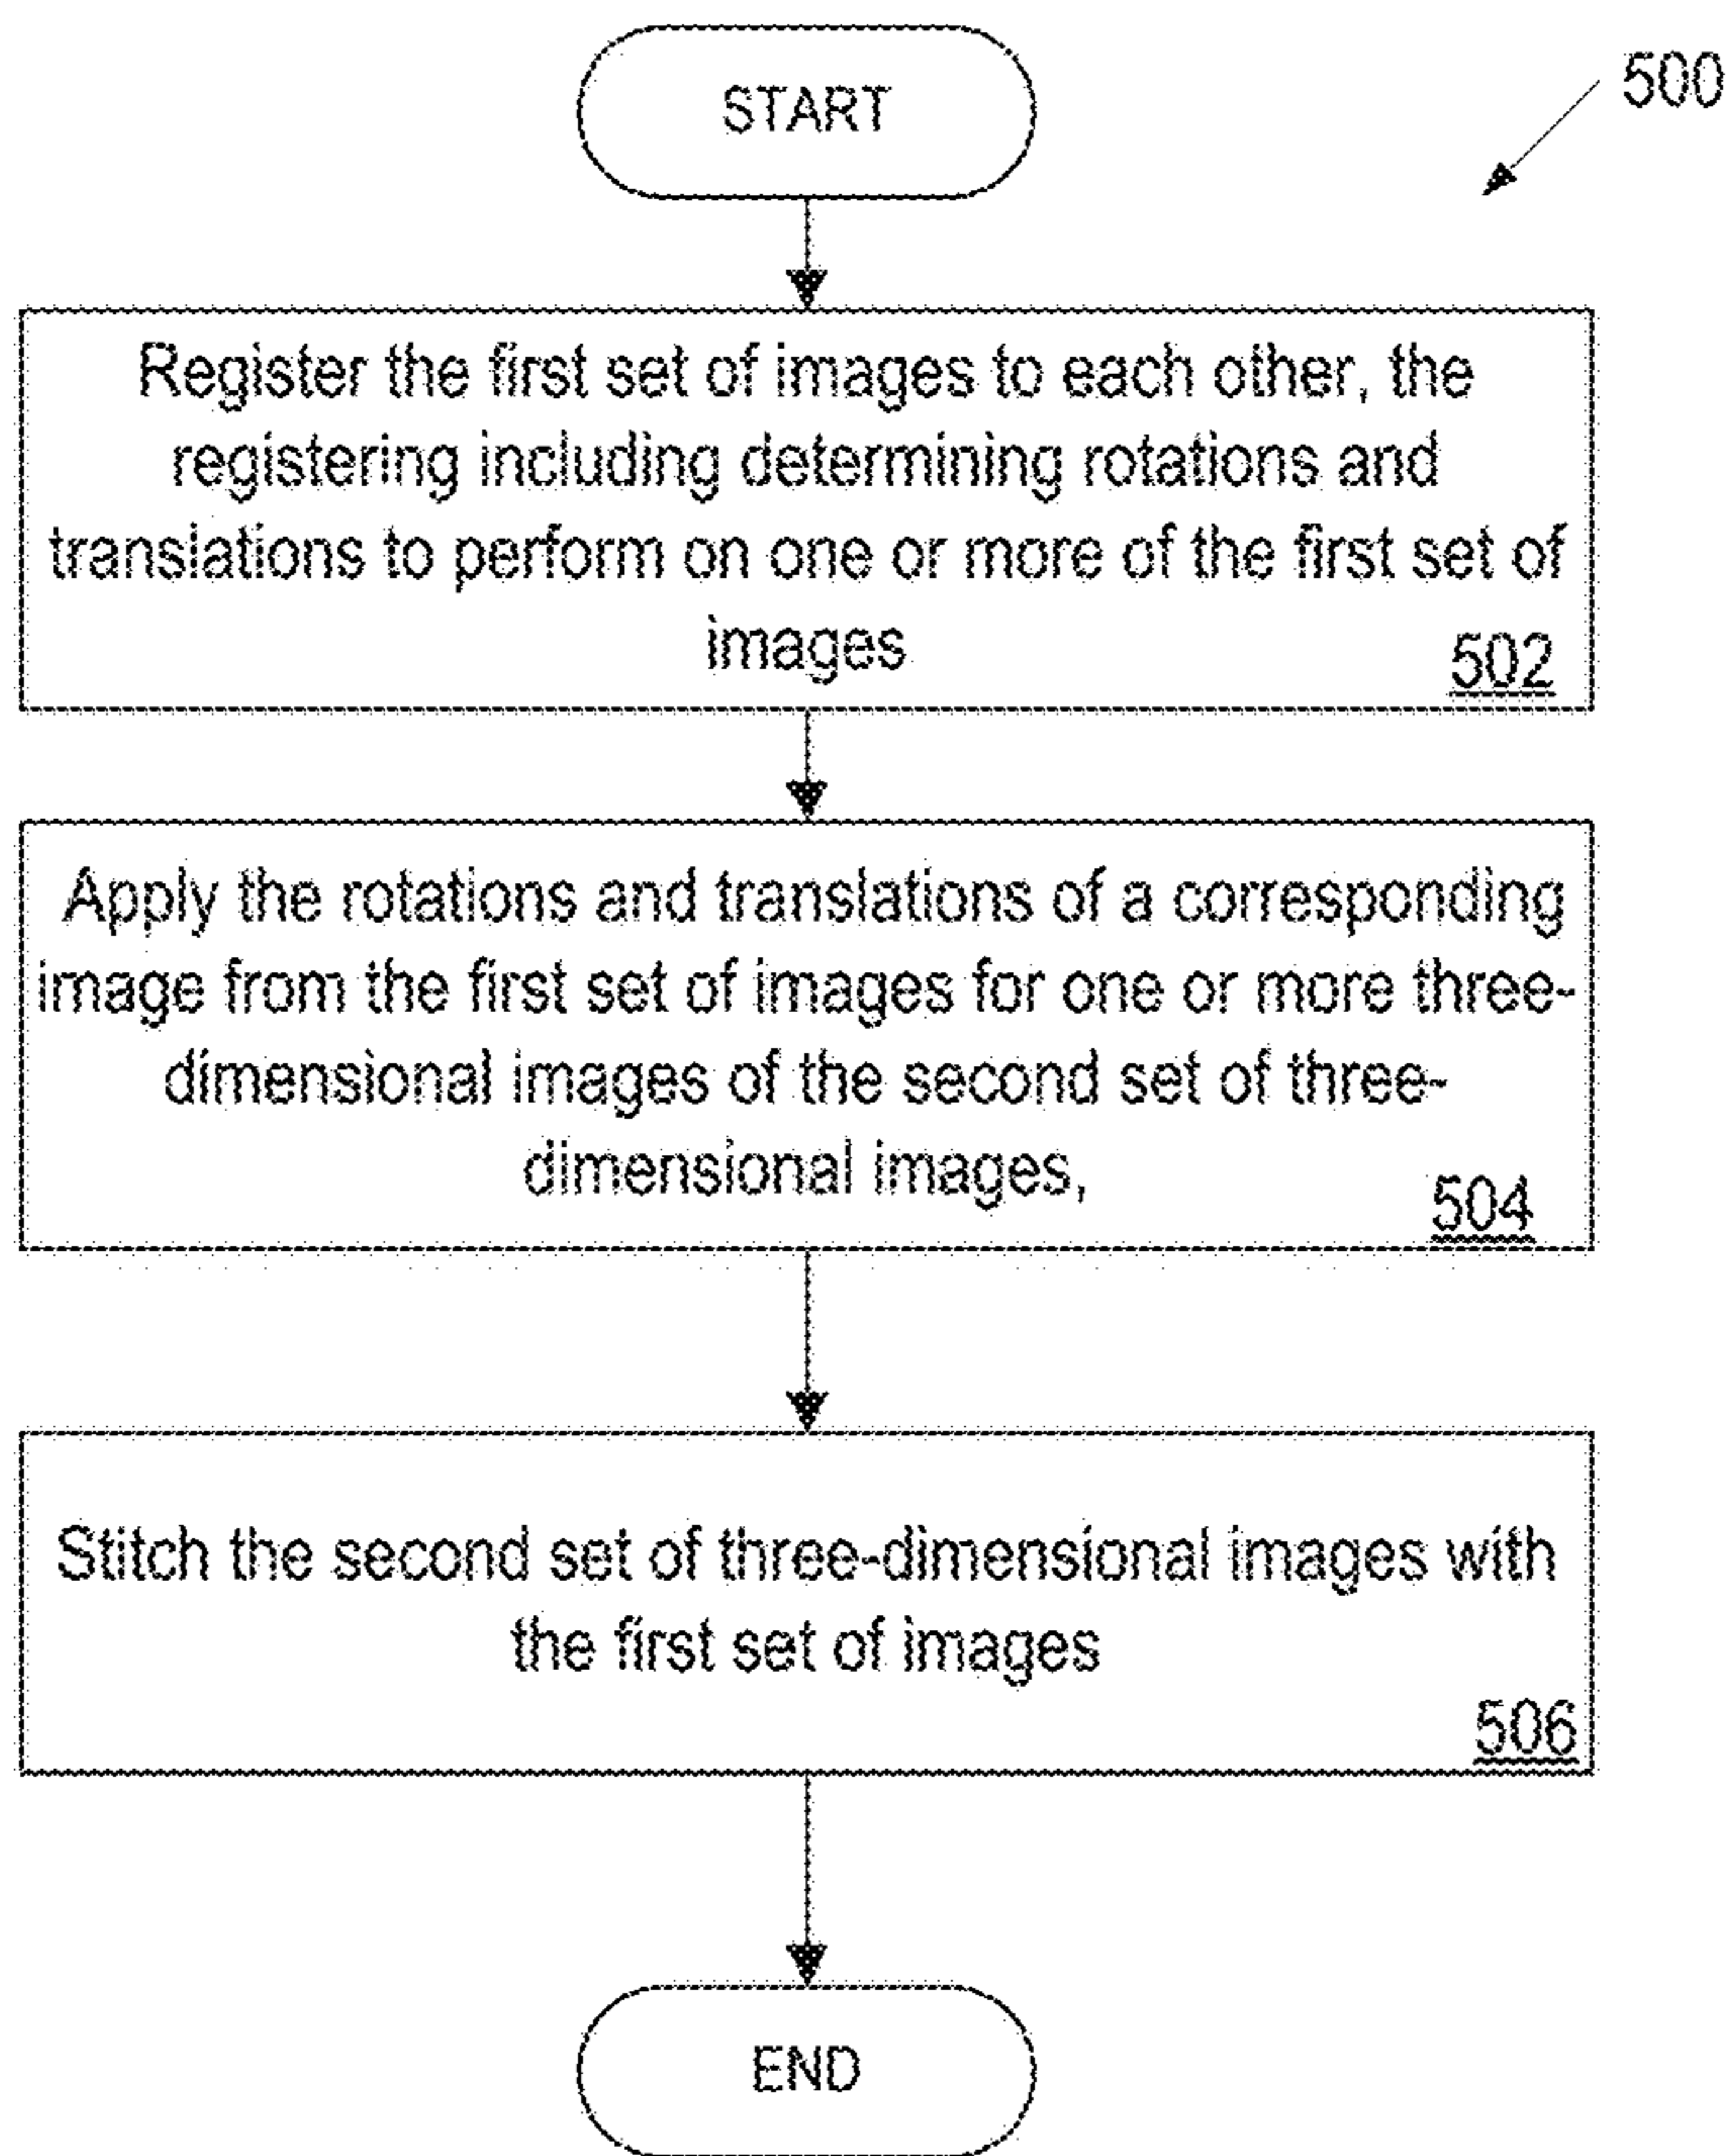 START
500
Register the first set of images to each other, the
registering including determining rotations and
translations to perform on one or more of the first set of
images
502
Apply the rotations and translations of a corresponding
image from the first set of images for one or more three-
dimensional images of the second set of three-
dimensional images,
504
Stitch the second set of three-dimensional images with
the first set of images
506
END